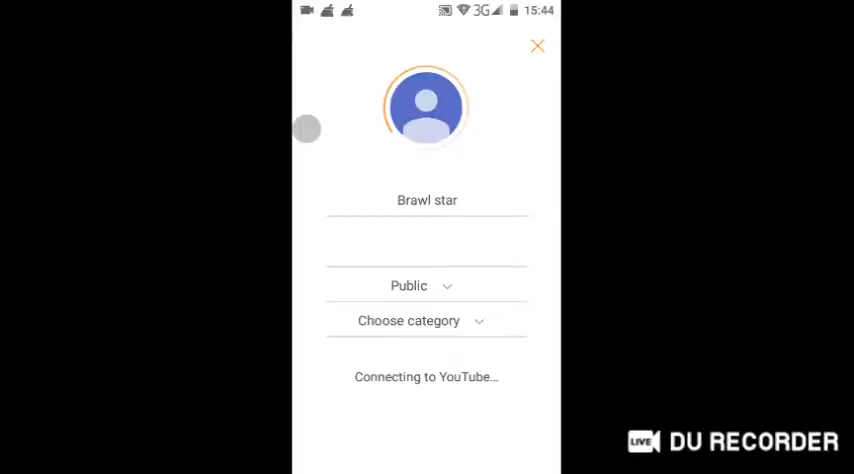 3G 15:44
Brawl star
Public
Choose category
Connecting to YouTube...
LIVE DU RECORDER